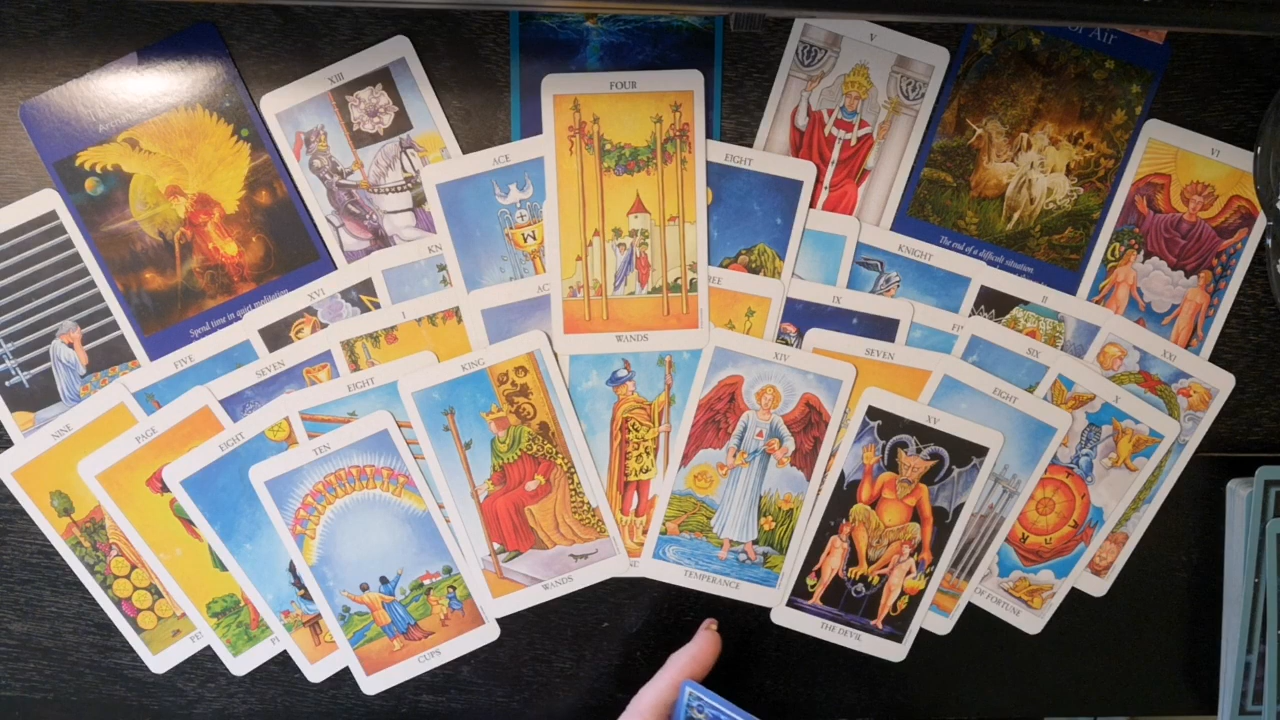 XIII
V
of Air
VI
ACE
FOUR
EIGHT
The end of a difficult situation.
Spend time in quiet meditation
KNIGHT
II
XVI
IX
FIVE
SEVEN
WANDS
XXI
SIX
KING
XIV
SEVEN
EIGHT
EIGHT
X
NINE
PAGE
EIGHT
TEN
XV
WANDS
TEMPERANCE
OF FORTUNE
THE DEVIL
CUPS